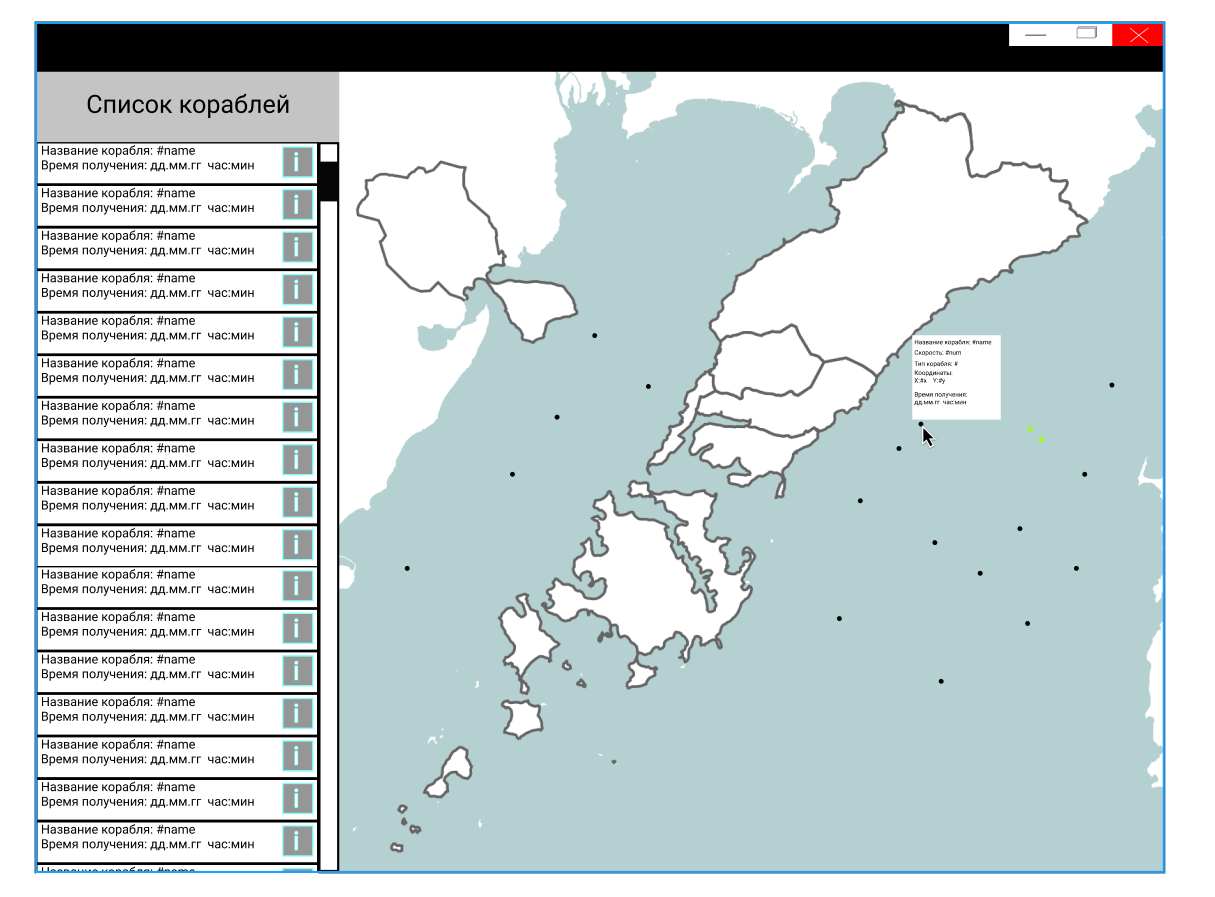 Список кораблей
Название корабля: #name
Время получения: дд.мм.гг час:мин
i
Название корабля: #name
Время получения: дд.мм.гг час:мин
i
Название корабля: #name
Время получения: дд.мм.гг час:мин
i
Название корабля: #name
Время получения: дд.мм.гг час:мин
i
Название корабля: #name
Время получения: дд.мм.гг час:мин
i
Название корабля: #name
Время получения: дд.мм.гг час:мин
i
Название корабля: #name
Время получения: дд.мм.гг час:мин
i
Название корабля: #name
Время получения: дд.мм.гг час:мин
i
Название корабля: #name
Время получения: дд.мм.гг час:мин
i
Название корабля: #name
Время получения: дд.мм.гг час:мин
i
Название корабля: #name
Время получения: дд.мм.гг час:мин
i
Название корабля: #name
Время получения: дд.мм.гг час:мин
i
Название корабля: #name
Время получения: дд.мм.гг час:мин
i
Название корабля: #name
Время получения: дд.мм.гг час:мин
i
Название корабля: #name
Время получения: дд.мм.гг час:мин
i
Название корабля: #name
Время получения: дд.мм.гг час:мин
i
Название корабля: #name
Время получения: дд.мм.гг час:мин
i
Название корабля: #name
Название корабля: #name
Скорость: #num
Тип корабля: #
Координаты:
X:#x Y:#y
Время получения:
дд.мм.гг час:мин